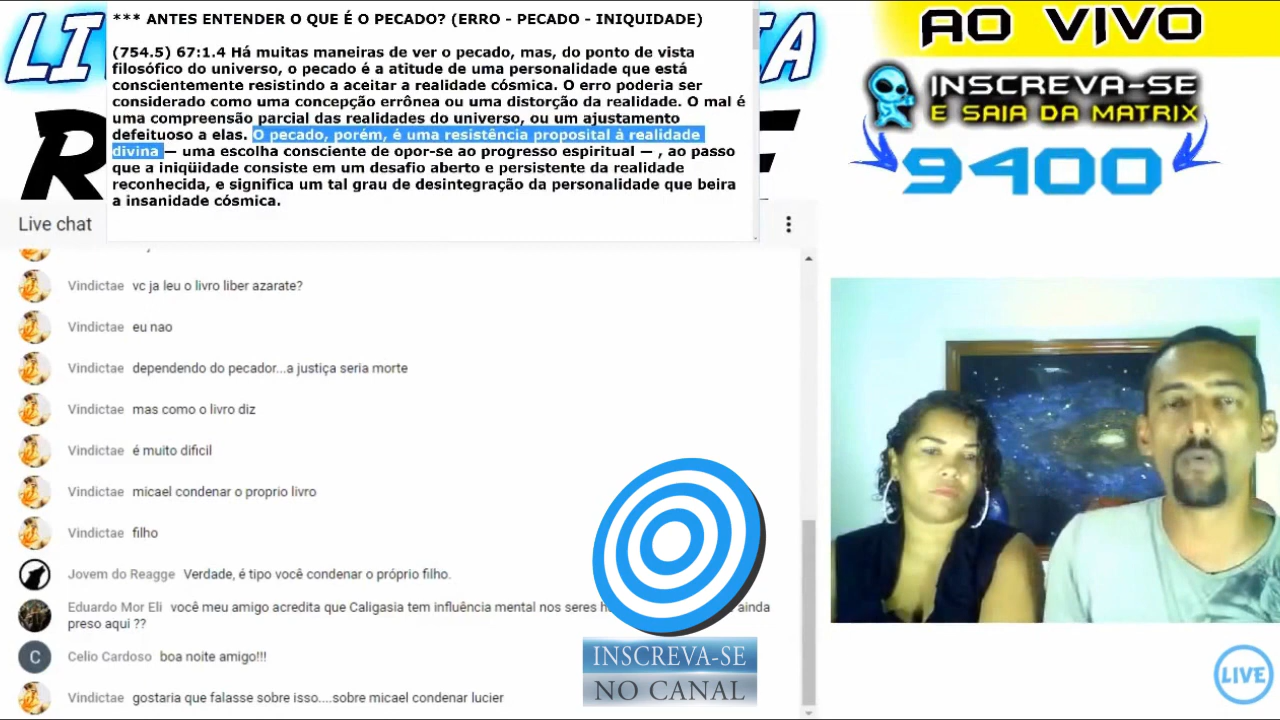 *** ANTES ENTENDER O QUE É O PECADO? (ERRO - PECADO - INIQUIDADE)
(754.5) 67:1.4 Há muitas maneiras de ver o pecado, mas, do ponto de vista
filosófico do universo, o pecado é a atitude de uma personalidade que está
conscientemente resistindo a aceitar a realidade cósmica. O erro poderia ser
considerado como uma concepção errônea ou uma distorção da realidade. O mal é
uma compreensão parcial das realidades do universo, ou um ajustamento
defeituoso a elas. O pecado, porém, é uma resistência proposital à realidade
divina — uma escolha consciente de opor-se ao progresso espiritual — , ao passo
que a iniqüidade consiste em um desafio aberto e persistente da realidade
reconhecida, e significa um tal grau de desintegração da personalidade que beira
a insanidade cósmica.
LI
A
R
AO VIVO
INSCREVA-SE
E SAIA DA MATRIX
9400
Live chat
Vindictae vc ja leu o livro liber azarate?
Vindictae eu nao
Vindictae dependendo do pecador...a justiça seria morte
Vindictae mas como o livro diz
Vindictae é muito dificil
Vindictae micael condenar o proprio livro
Vindictae filho
Jovem do Reagge Verdade, é tipo você condenar o próprio filho.
Eduardo Mor Eli você meu amigo acredita que Caligasia tem influência mental nos seres ainda
preso aqui ??
C Celio Cardoso boa noite amigo!!!
Vindictae gostaria que falasse sobre isso....sobre micael condenar lucier
INSCREVA-SE
NO CANAL
LIVE